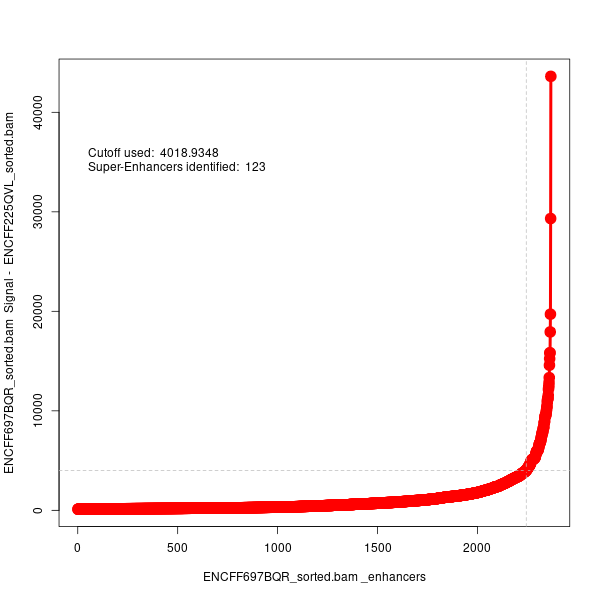 Cutoff used: 4018.9348
Super-Enhancers identified: 123
ENCFF697BQR_sorted.bam Signal - ENCFF225QVL_sorted.bam
40000
30000
20000
10000
0
0 500 1000 1500 2000
ENCFF697BQR_sorted.bam _enhancers